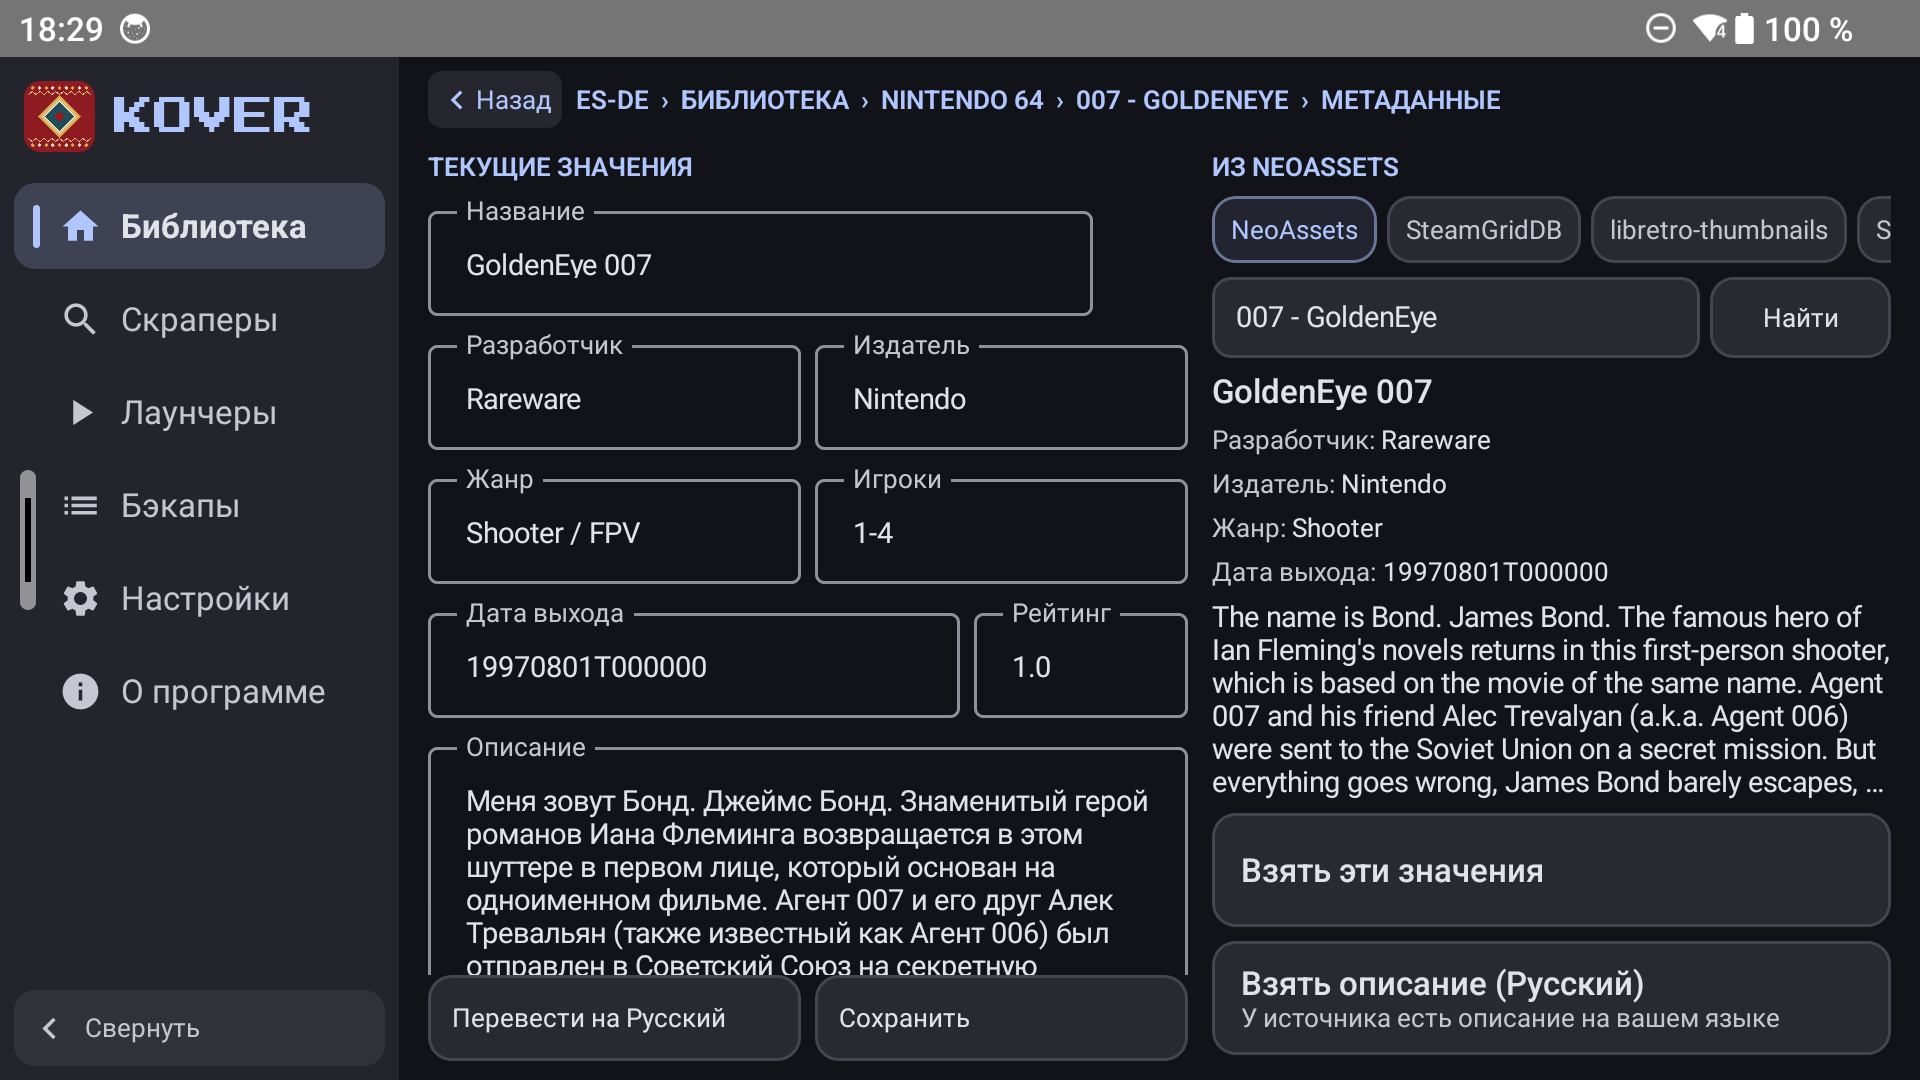 18:29
100 %
KOVER
Библиотека
Скраперы
Лаунчеры
Бэкапы
Настройки
О программе
Свернуть
Назад ES-DE › БИБЛИОТЕКА › NINTENDO 64 › 007 - GOLDENEYE › МЕТАДАННЫЕ
ТЕКУЩИЕ ЗНАЧЕНИЯ
Название
GoldenEye 007
Разработчик
Rareware
Издатель
Nintendo
Жанр
Shooter / FPV
Игроки
1-4
Дата выхода
19970801T000000
Рейтинг
1.0
Описание
Меня зовут Бонд. Джеймс Бонд. Знаменитый герой
романов Иана Флеминга возвращается в этом
шуттере в первом лице, который основан на
одноименном фильме. Агент 007 и его друг Алек
Тревальян (также известный как Агент 006) был
отправлен в Советский Союз на секретную
Перевести на Русский
Сохранить
ИЗ NEOASSETS
NeoAssets
SteamGridDB
libretro-thumbnails
S
007 - GoldenEye
Найти
GoldenEye 007
Разработчик: Rareware
Издатель: Nintendo
Жанр: Shooter
Дата выхода: 19970801T000000
The name is Bond. James Bond. The famous hero of
Ian Fleming's novels returns in this first-person shooter,
which is based on the movie of the same name. Agent
007 and his friend Alec Trevalyan (a.k.a. Agent 006)
were sent to the Soviet Union on a secret mission. But
everything goes wrong, James Bond barely escapes, …
Взять эти значения
Взять описание (Русский)
У источника есть описание на вашем языке